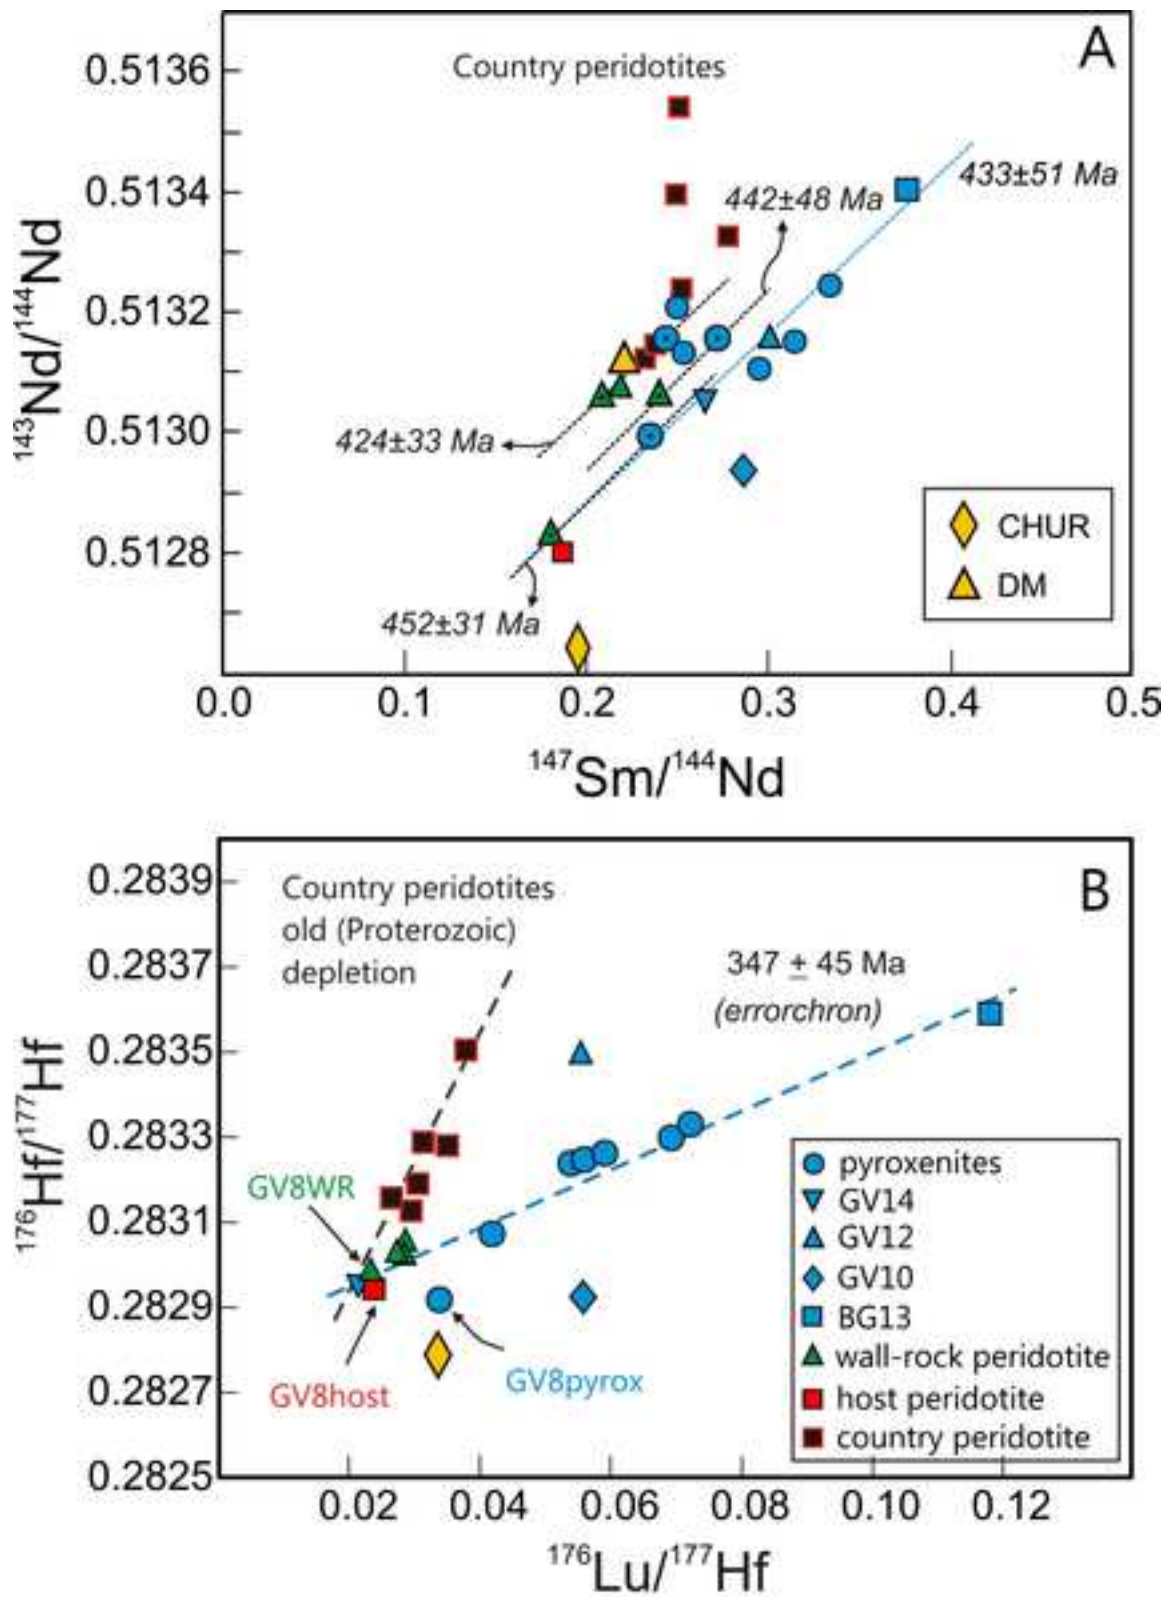 A
Country peridotites
0.5136
0.5134
0.5132
0.5130
0.5128
143Nd/144Nd
433±51 Ma
442±48 Ma
424±33 Ma
452±31 Ma
CHUR
DM
0.0 0.1 0.2 0.3 0.4 0.5
147Sm/144Nd
B
Country peridotites
old (Proterozoic)
depletion
0.2839
0.2837
0.2835
0.2833
0.2831
0.2829
0.2827
0.2825
176Hf/177Hf
347 ± 45 Ma
(errorchron)
GV8WR
GV8host
GV8pyrox
pyroxenites
GV14
GV12
GV10
BG13
wall-rock peridotite
host peridotite
country peridotite
0.02 0.04 0.06 0.08 0.10 0.12
176Lu/177Hf